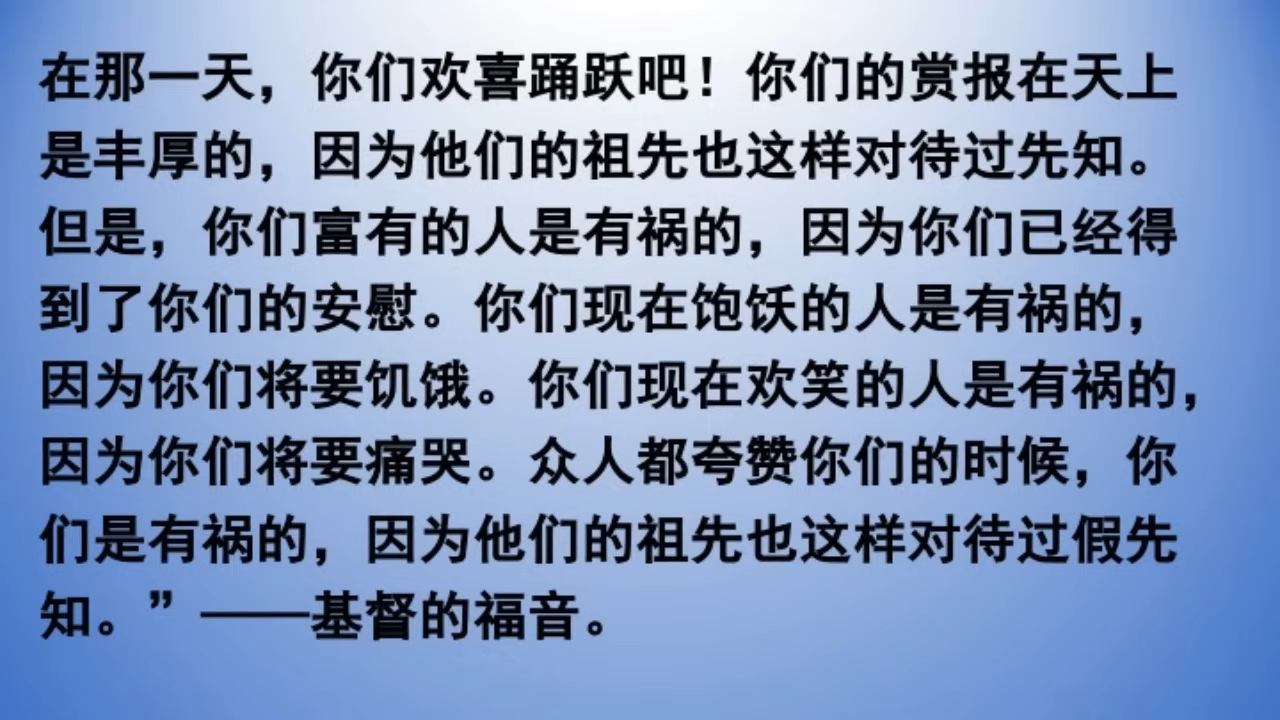 在那一天，你们欢喜踊跃吧！你们的赏报在天上
是丰厚的，因为他们的祖先也这样对待过先知。
但是，你们富有的人是有祸的，因为你们已经得
到了你们的安慰。你们现在饱饫的人是有祸的，
因为你们将要饥饿。你们现在欢笑的人是有祸的，
因为你们将要痛哭。众人都夸赞你们的时候，你
们是有祸的，因为他们的祖先也这样对待过假先
知。”——基督的福音。